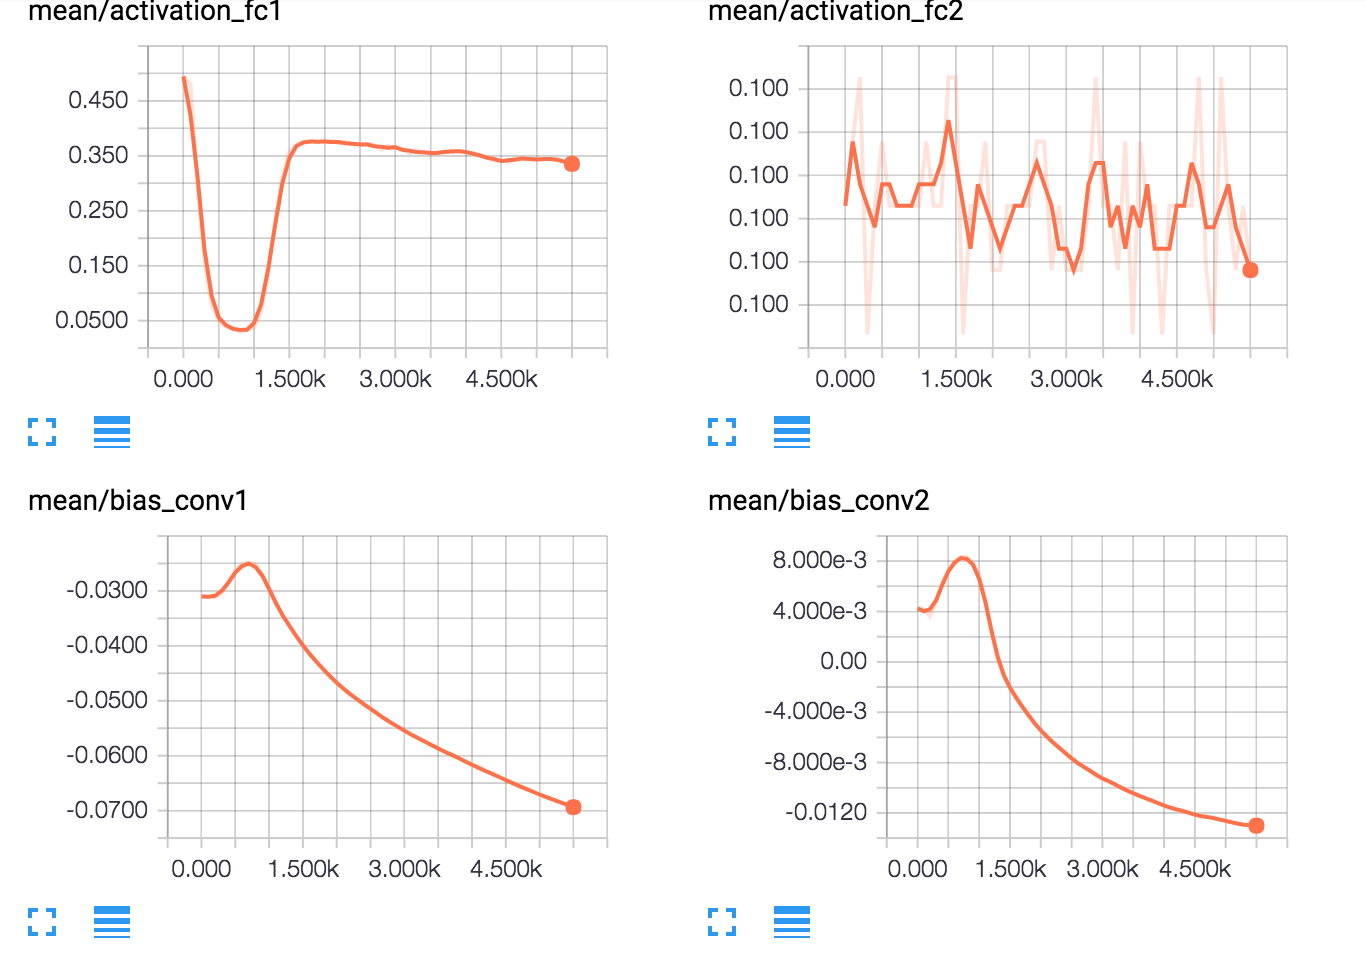 mean/activation_fc1
0.450
0.350
0.250
0.150
0.0500
0.000 1.500k 3.000k 4.500k
mean/activation_fc2
0.100
0.100
0.100
0.100
0.100
0.100
0.000 1.500k 3.000k 4.500k
mean/bias_conv1
-0.0300
-0.0400
-0.0500
-0.0600
-0.0700
0.000 1.500k 3.000k 4.500k
mean/bias_conv2
8.000e-3
4.000e-3
0.00
-4.000e-3
-8.000e-3
-0.0120
0.000 1.500k 3.000k 4.500k